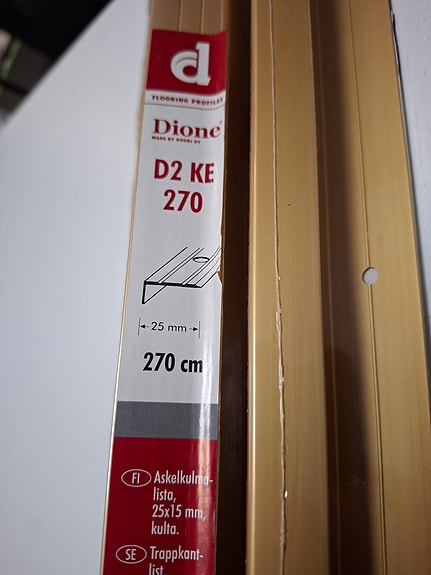 d
FLOORING PROFILES
Dione®
MADE BY NUUKI OY
D2 KE
270
25 mm
270 cm
FI Askelkulma-
lista,
25x15 mm,
kulta.
SE Trappkant-
list,